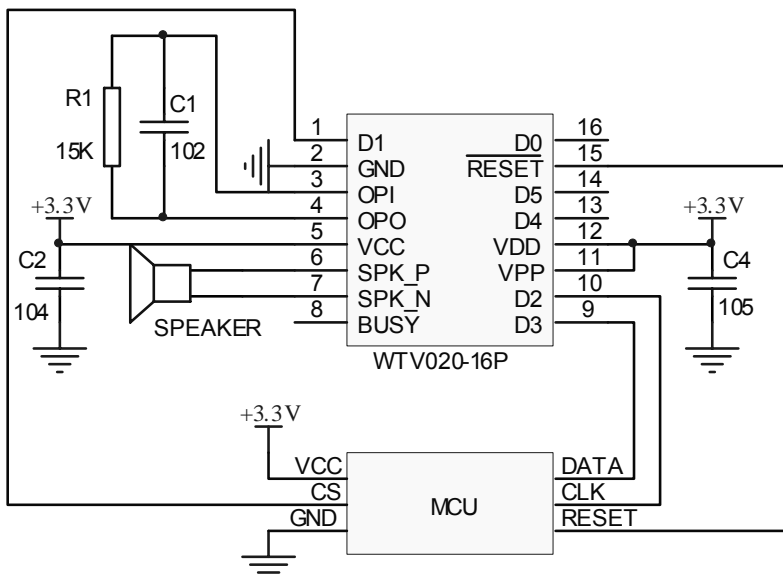 R1
C1
15K
102
1
2
3
4
5
6
7
8
D1
GND
OPI
OPO
VCC
SPK_P
SPK_N
BUSY
D0
RESET
D5
D4
VDD
VPP
D2
D3
16
15
14
13
12
11
10
9
WTV020-16P
+3.3V
C2
104
SPEAKER
+3.3V
C4
105
+3.3V
VCC
CS
GND
MCU
DATA
CLK
RESET